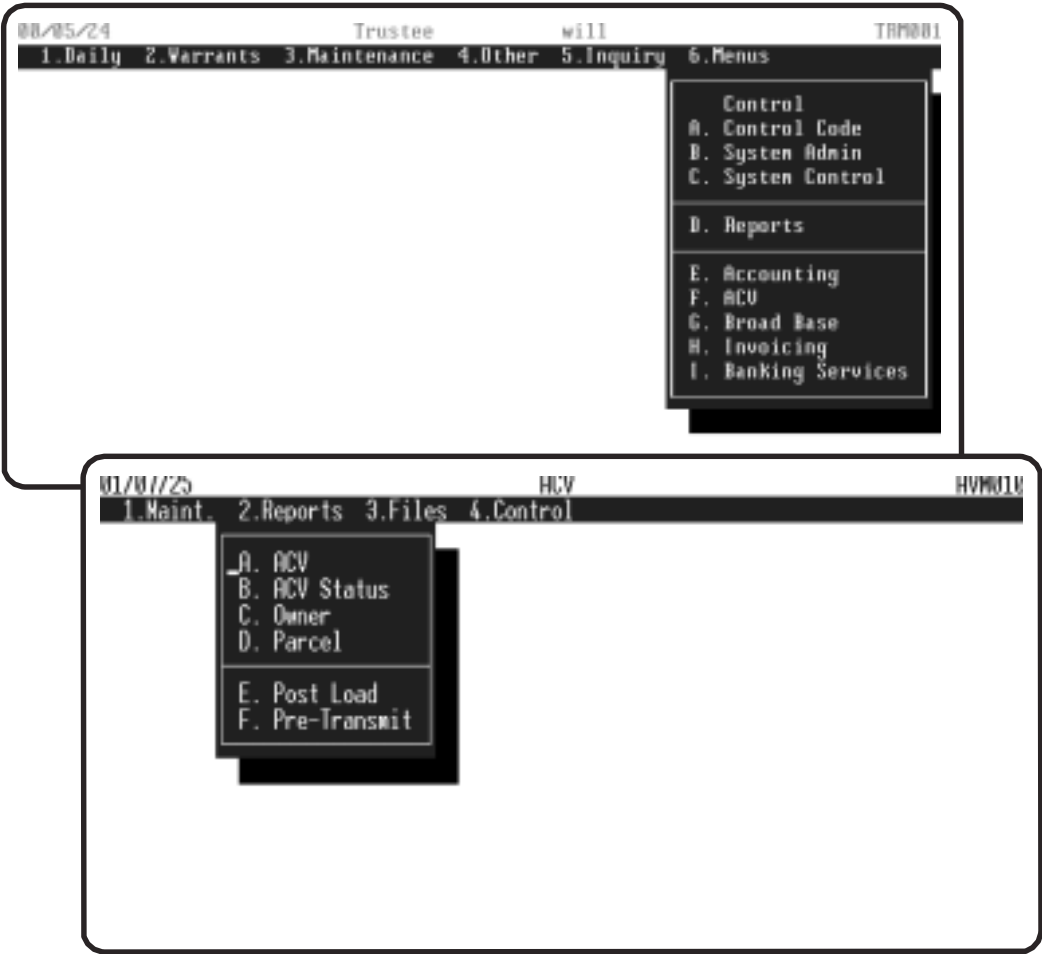 08/05/24 Trustee will TRM001
1.Daily 2.Warrants 3.Maintenance 4.Other 5.Inquiry 6.Menus
Control
A. Control Code
B. System Admin
C. System Control
D. Reports
E. Accounting
F. ACV
G. Broad Base
H. Invoicing
I. Banking Services
01/07/25 ACV AVM010
1.Maint. 2.Reports 3.Files 4.Control
A. ACV
B. ACV Status
C. Owner
D. Parcel
E. Post Load
F. Pre-Transmit